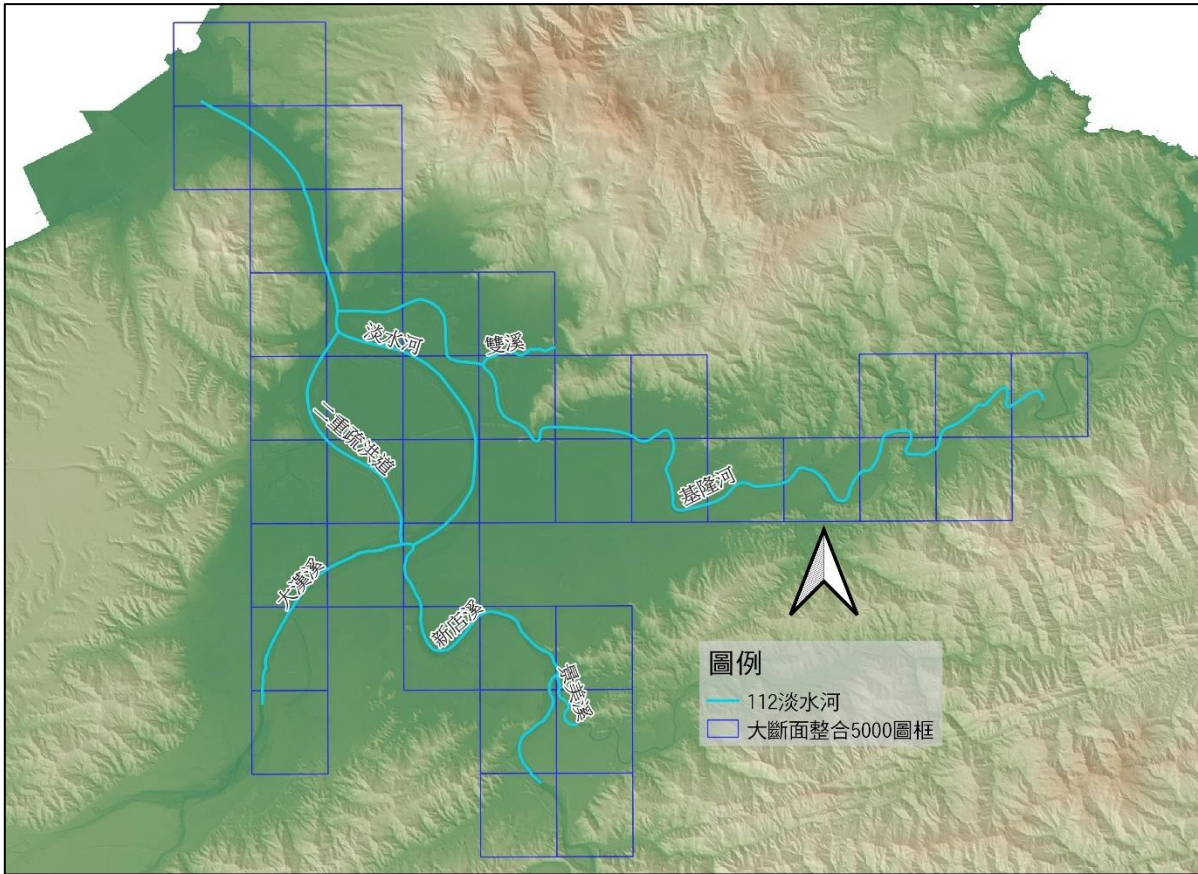 淡水河
雙溪
二重疏洪道
基隆河
大漢溪
新店溪
景美溪
圖例
112淡水河
大斷面整合5000圖框